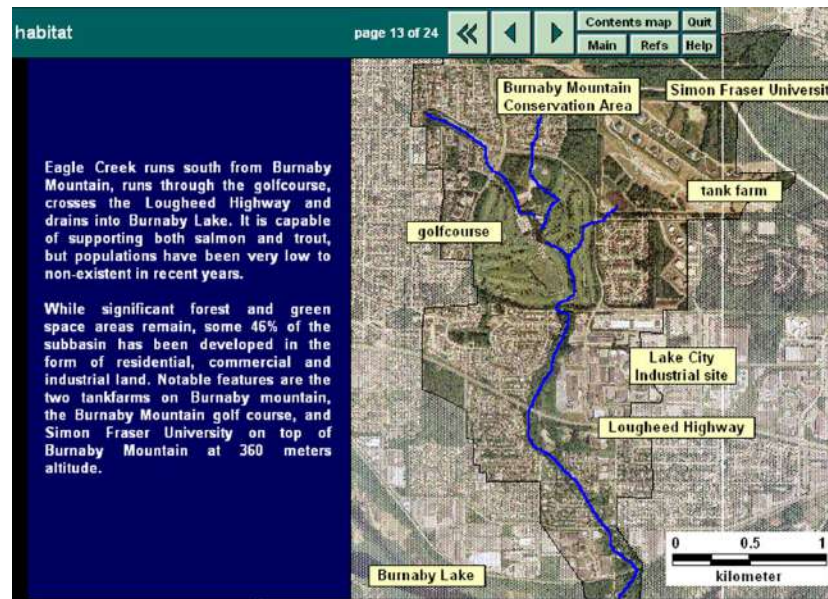 habitat
page 13 of 24
Contents map
Quit
Main
Refs
Help
Eagle Creek runs south from Burnaby
Mountain, runs through the golfcourse,
crosses the Lougheed Highway and
drains into Burnaby Lake. It is capable
of supporting both salmon and trout,
but populations have been very low to
non-existent in recent years.
While significant forest and green
space areas remain, some 46% of the
subbasin has been developed in the
form of residential, commercial and
industrial land. Notable features are the
two tankfarms on Burnaby mountain,
the Burnaby Mountain golf course, and
Simon Fraser University on top of
Burnaby Mountain at 360 meters
altitude.
Burnaby Mountain
Conservation Area
Simon Fraser Universit
tank farm
golfcourse
Lake City
Industrial site
Lougheed Highway
Burnaby Lake
0 0.5 1
kilometer